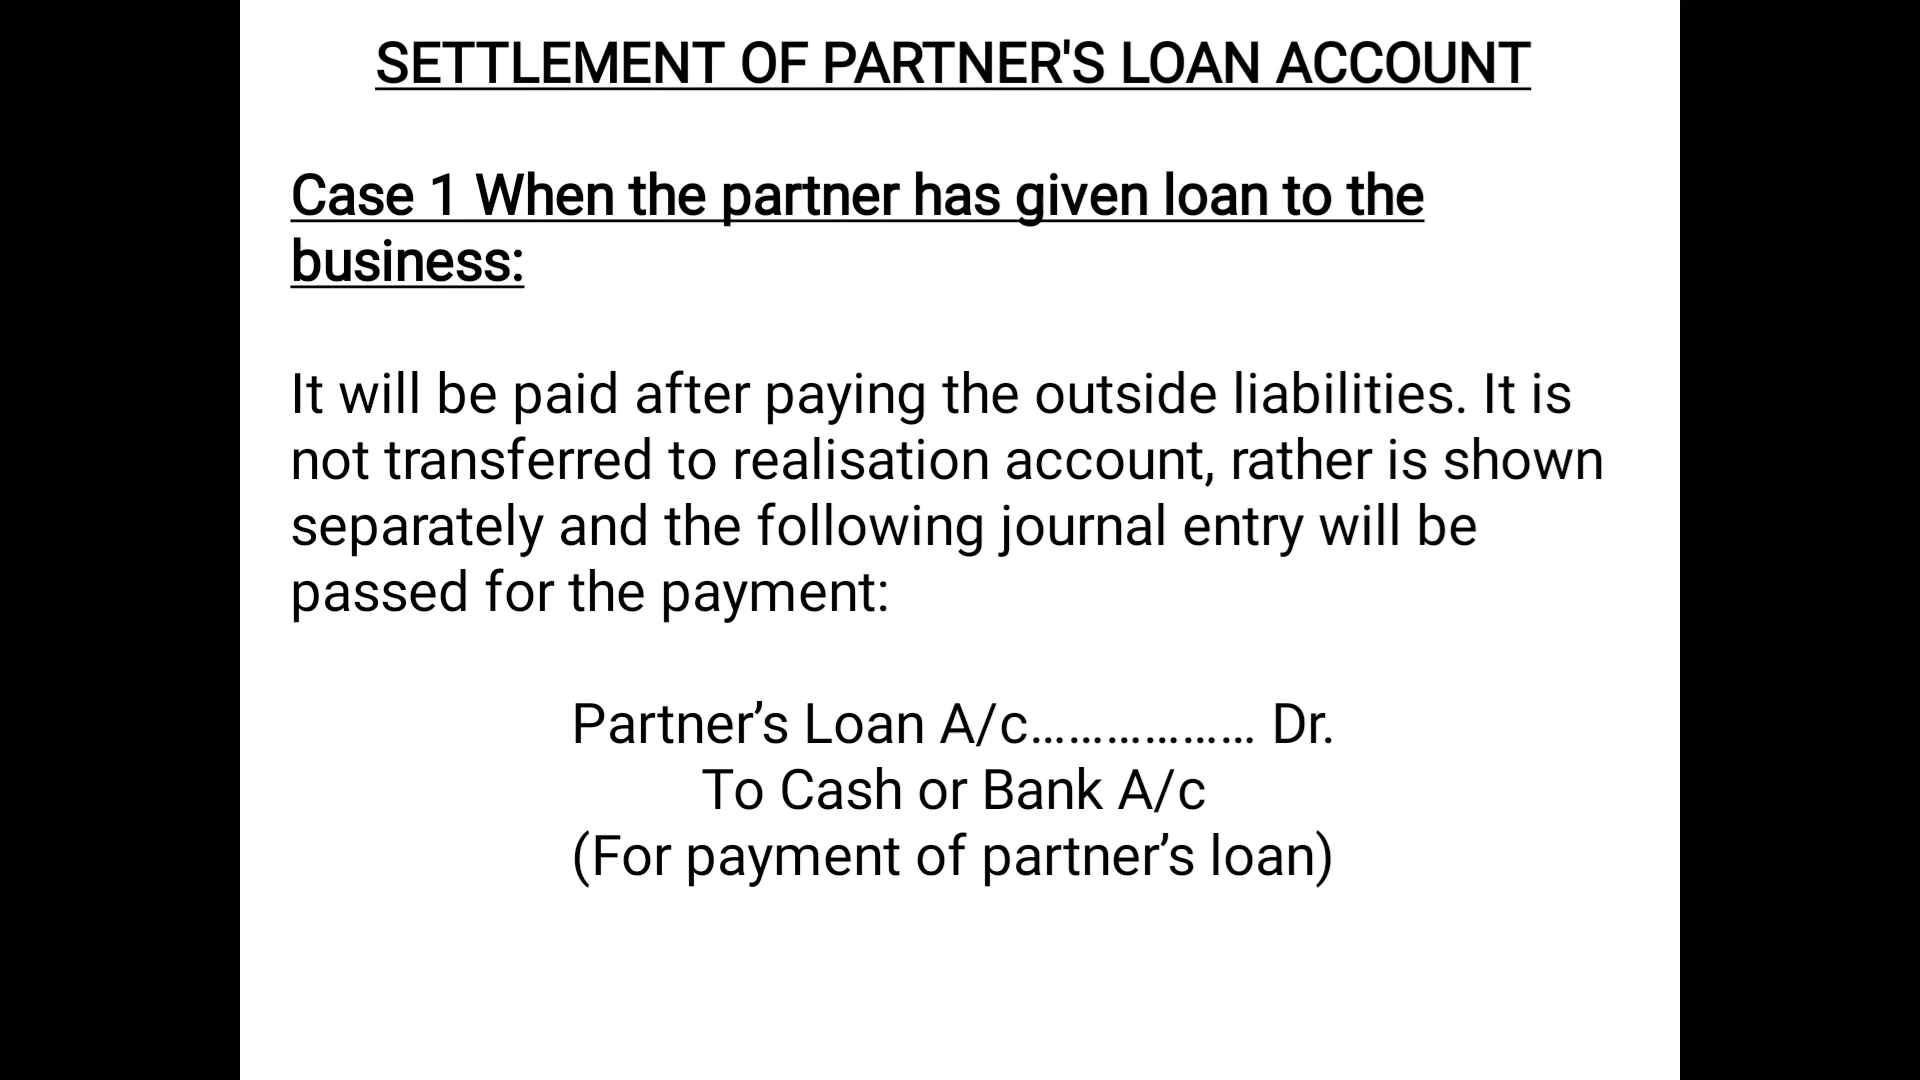 SETTLEMENT OF PARTNER'S LOAN ACCOUNT
Case 1 When the partner has given loan to the
business:
It will be paid after paying the outside liabilities. It is
not transferred to realisation account, rather is shown
separately and the following journal entry will be
passed for the payment:
Partner’s Loan A/c.................. Dr.
To Cash or Bank A/c
(For payment of partner’s loan)